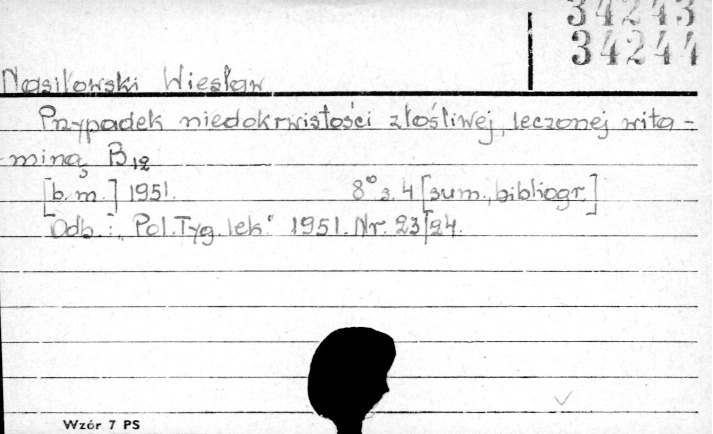 34243
34244
Nasiłowski Wiesław
Przypadek niedokrwistości złośliwej, leczonej wita-
miną B12
[b.m.] 1951. 8° s. 4 [sum., bibliogr.]
Odb.: "Pol.Tyg.lek." 1951. Nr. 23/24.
Wzór 7 PS